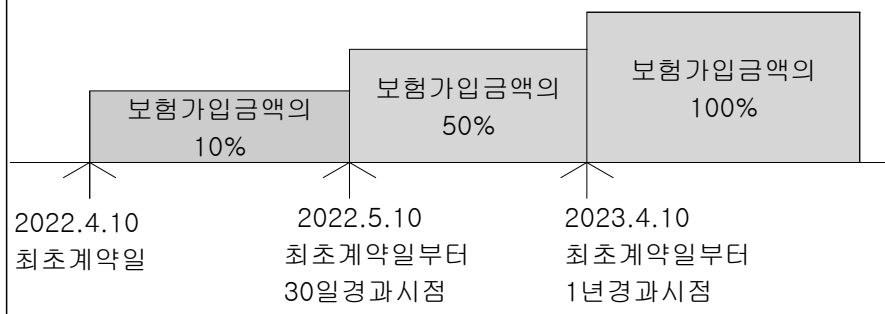 보험가입금액의
10%
보험가입금액의
50%
보험가입금액의
100%
2022.4.10
최초계약일
2022.5.10
최초계약일부터
30일경과시점
2023.4.10
최초계약일부터
1년경과시점